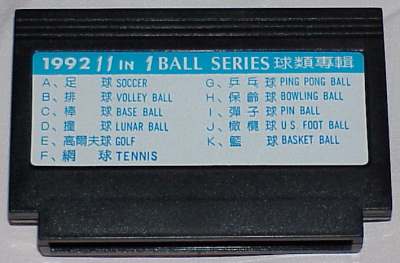 1992 11 IN 1 BALL SERIES 球類專輯
A、足 球 SOCCER
B、排 球 VOLLEY BALL
C、棒 球 BASE BALL
D、撞 球 LUNAR BALL
E、高爾夫球 GOLF
F、網 球 TENNIS
G、乒乓球 PING PONG BALL
H、保齡球 BOWLING BALL
I、彈子球 PIN BALL
J、橄欖球 U.S. FOOT BALL
K、籃 球 BASKET BALL